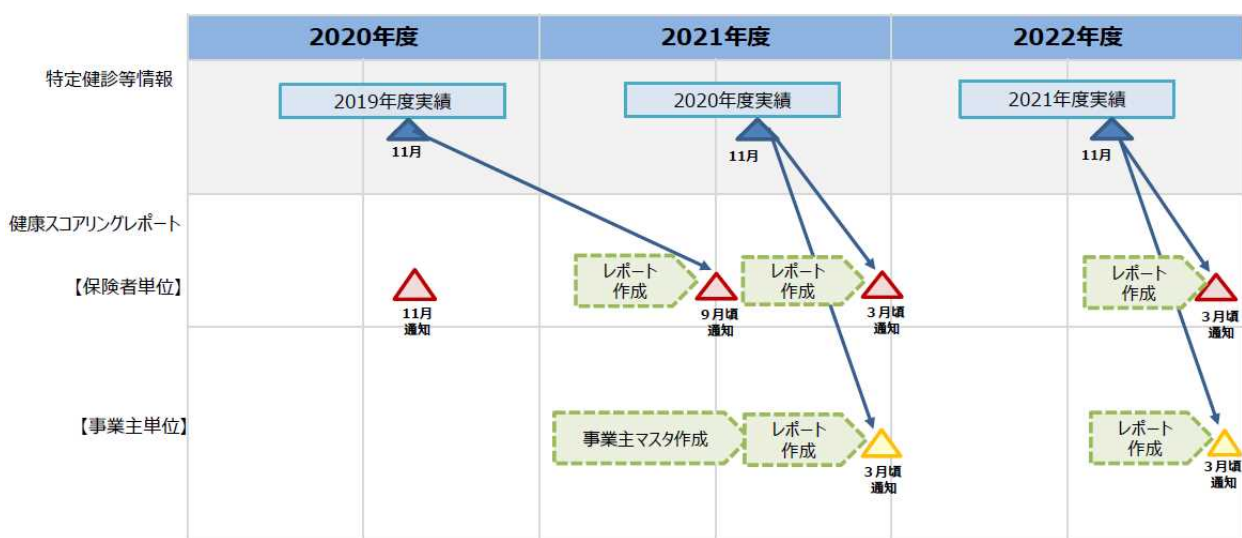 2020年度
2021年度
2022年度
特定健診等情報
2019年度実績
2020年度実績
2021年度実績
11月
11月
11月
健康スコアリングレポート
【保険者単位】
レポート
作成
レポート
作成
レポート
作成
11月
通知
9月頃
通知
3月頃
通知
3月頃
通知
【事業主単位】
事業主マスタ作成
レポート
作成
レポート
作成
3月頃
通知
3月頃
通知